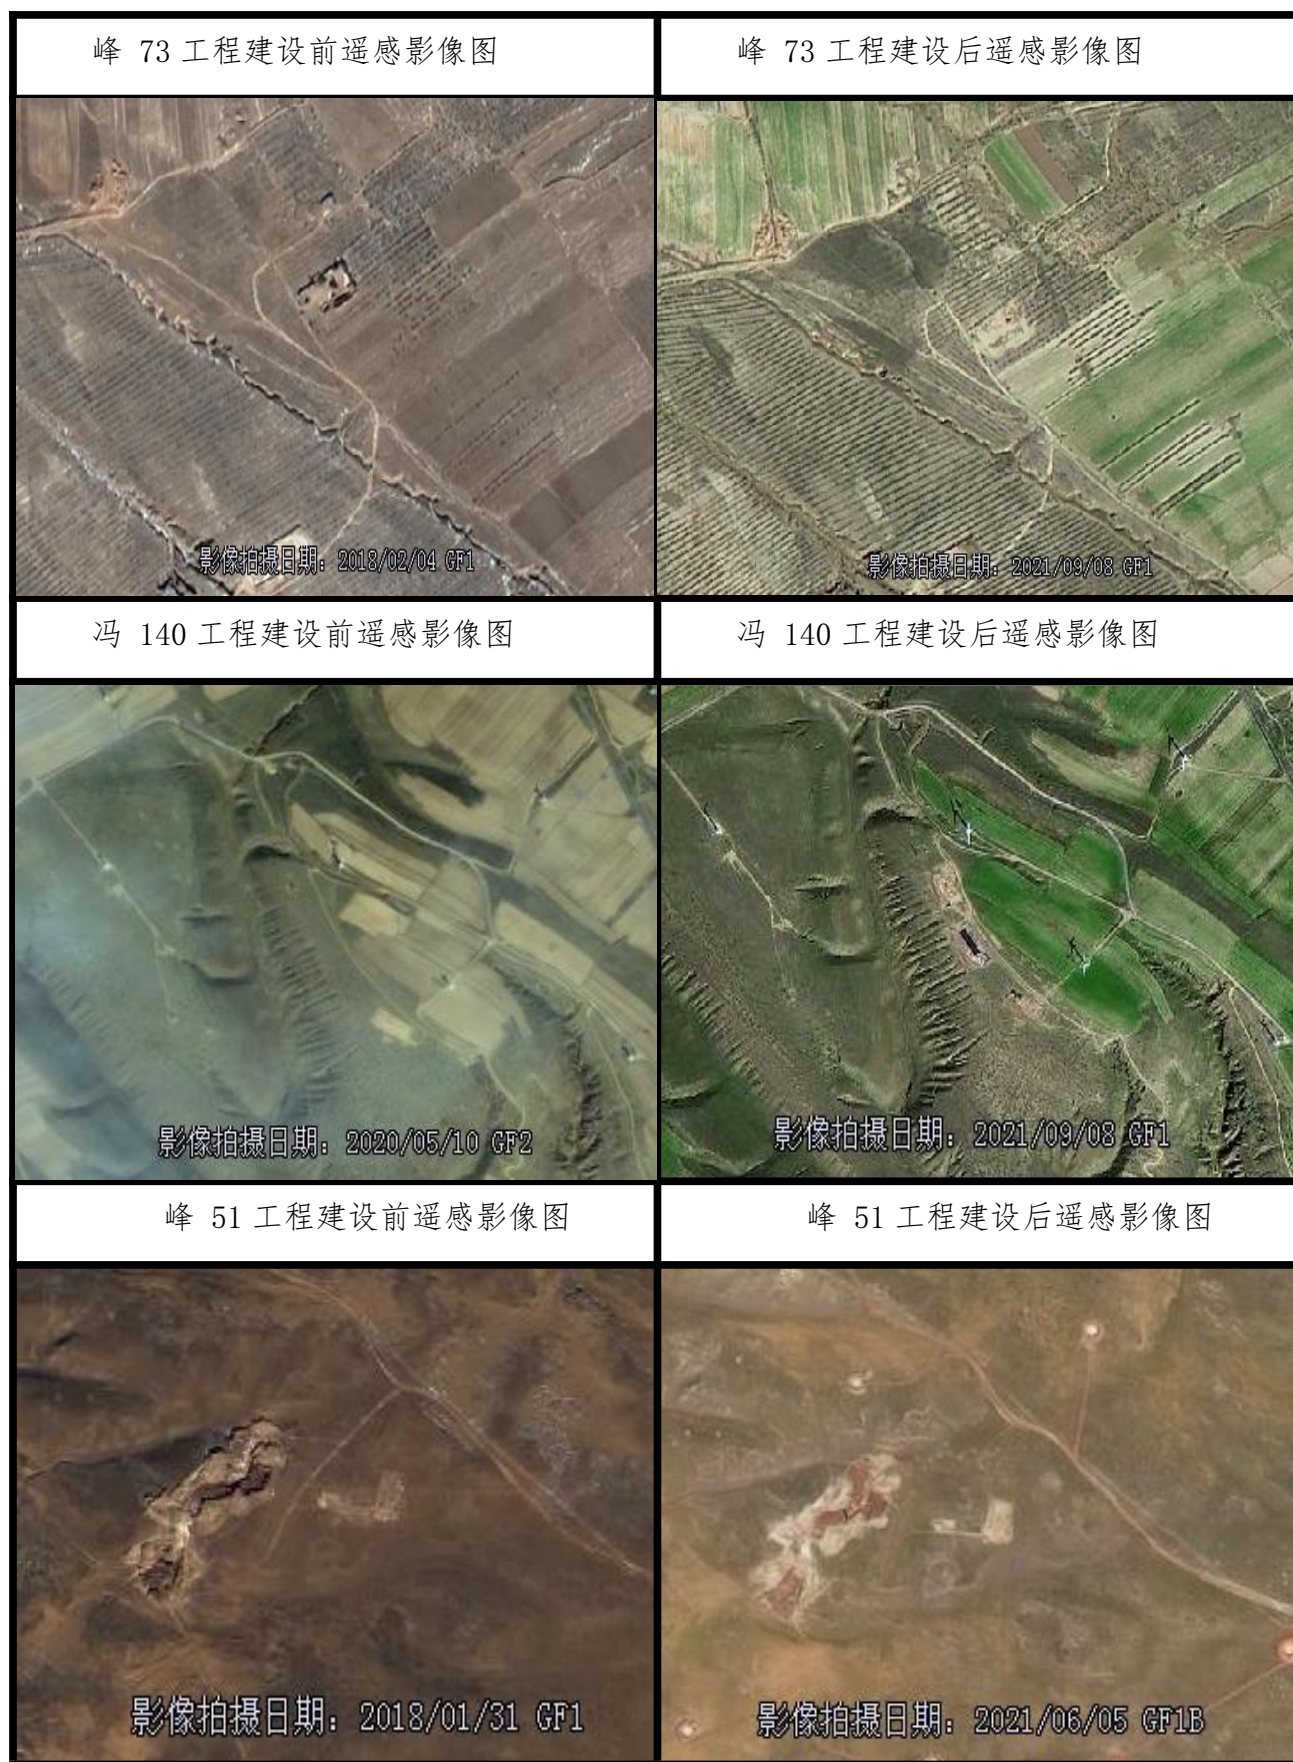 峰 73 工程建设前遥感影像图
峰 73 工程建设后遥感影像图
影像拍摄日期: 2018/02/04 GF1
影像拍摄日期: 2021/09/08 GF1
冯 140 工程建设前遥感影像图
冯 140 工程建设后遥感影像图
影像拍摄日期: 2020/05/10 GF2
影像拍摄日期: 2021/09/08 GF1
峰 51 工程建设前遥感影像图
峰 51 工程建设后遥感影像图
影像拍摄日期: 2018/01/31 GF1
影像拍摄日期: 2021/06/05 GF1B